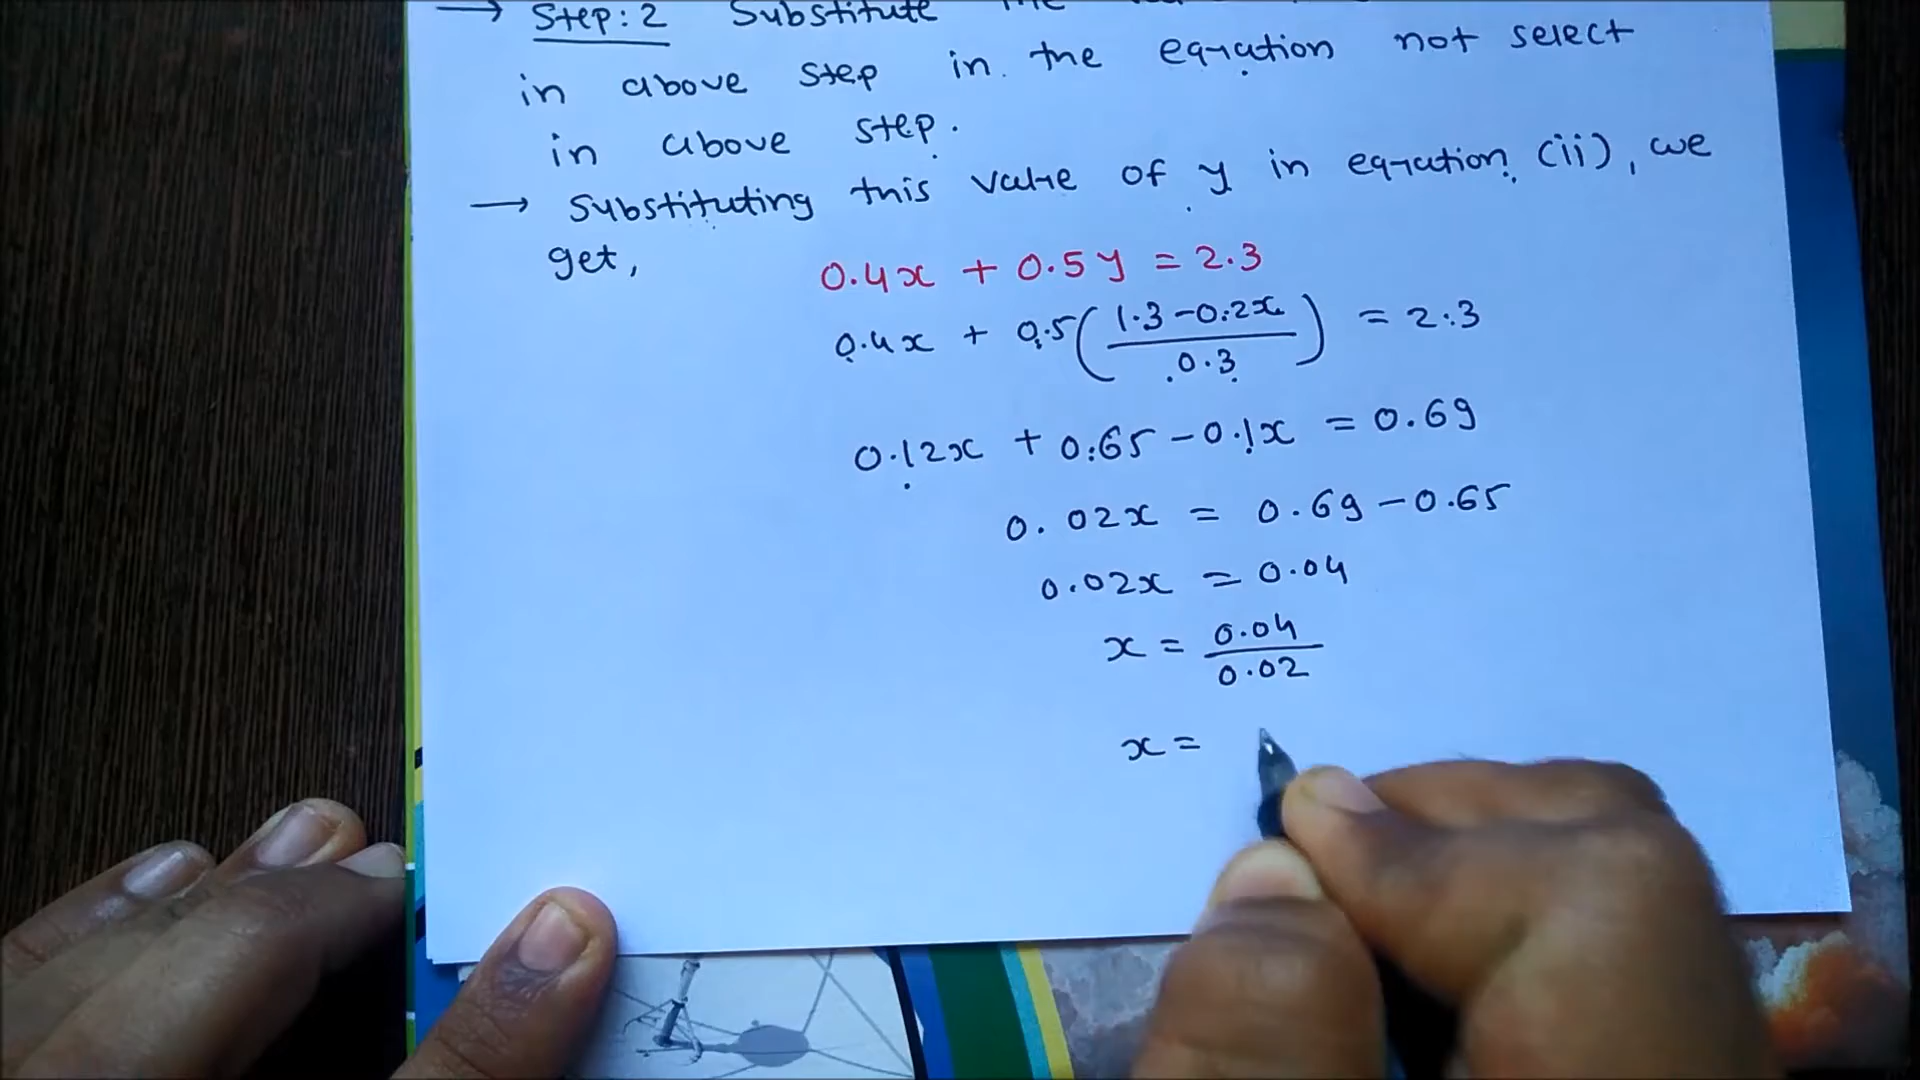 → Step: 2 Substitute the
in above step in the equation not select
in above step.
→ Substituting this value of y in equation (ii), we
get,
0.4x + 0.5y = 2.3
0.4x + 0.5(1.3-0.2x/0.3) = 2.3
0.12x + 0.65 - 0.1x = 0.69
0.02x = 0.69 - 0.65
0.02x = 0.04
x = 0.04/0.02
x =